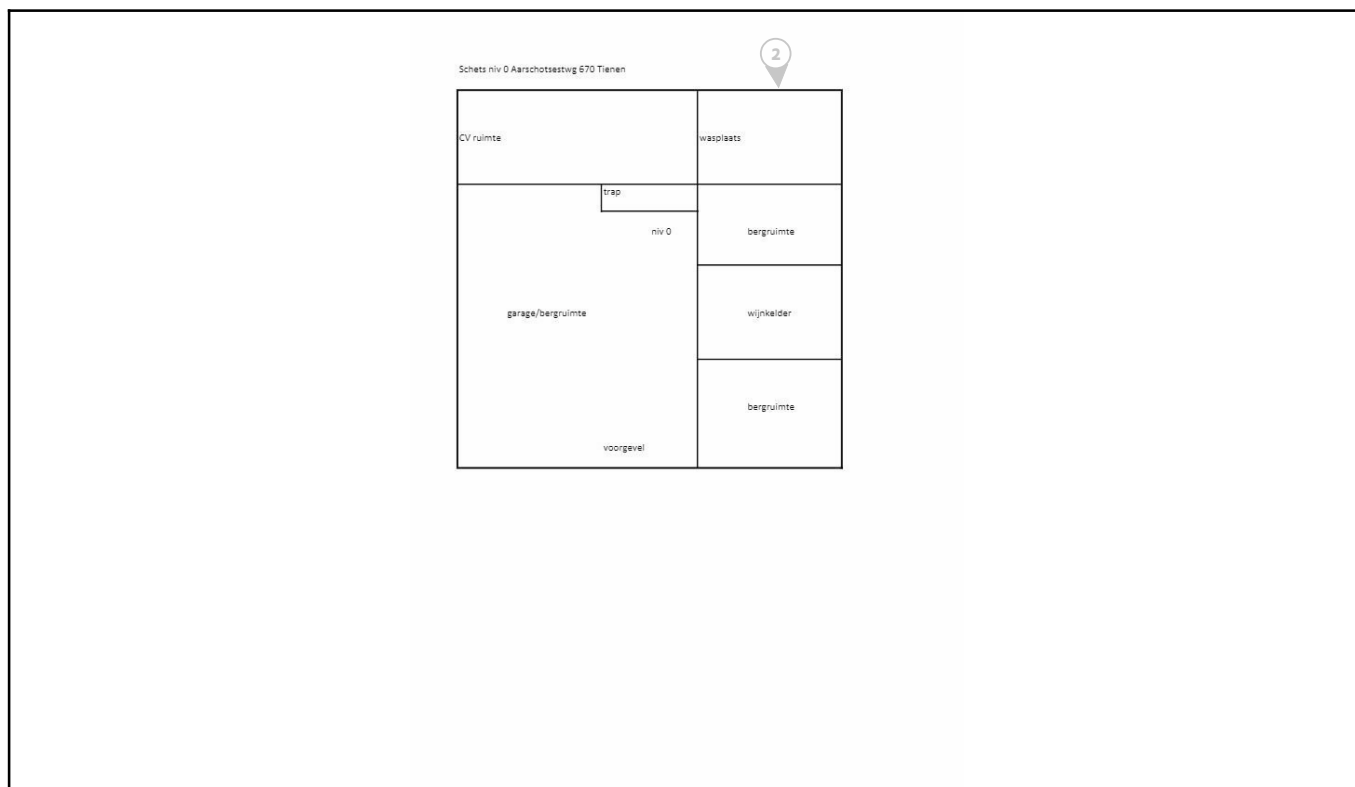 2
Schets niv 0 Aarschotsestwg 670 Tienen
CV ruimte
wasplaats
trap
niv 0
bergruimte
garage/bergruimte
wijnkelder
bergruimte
voorgevel